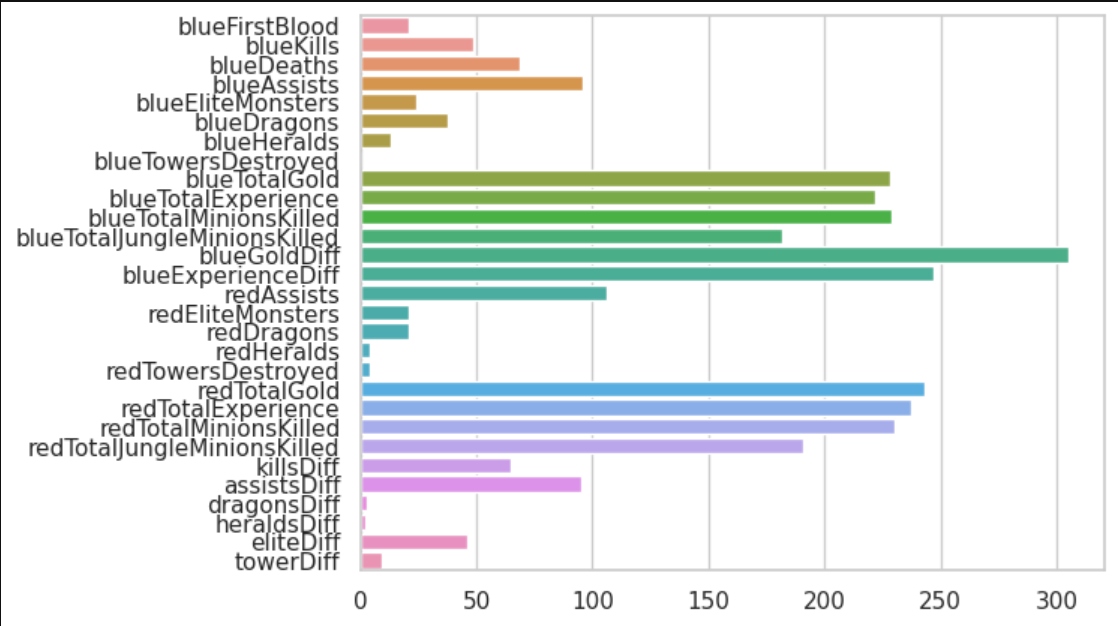 blueFirstBlood
blueKills
blueDeaths
blueAssists
blueEliteMonsters
blueDragons
blueHeralds
blueTowersDestroyed
blueTotalGold
blueTotalExperience
blueTotalMinionsKilled
blueTotalJungleMinionsKilled
blueGoldDiff
blueExperienceDiff
redAssists
redEliteMonsters
redDragons
redHeralds
redTowersDestroyed
redTotalGold
redTotalExperience
redTotalMinionsKilled
redTotalJungleMinionsKilled
killsDiff
assistsDiff
dragonsDiff
heraldsDiff
eliteDiff
towerDiff
0 50 100 150 200 250 300